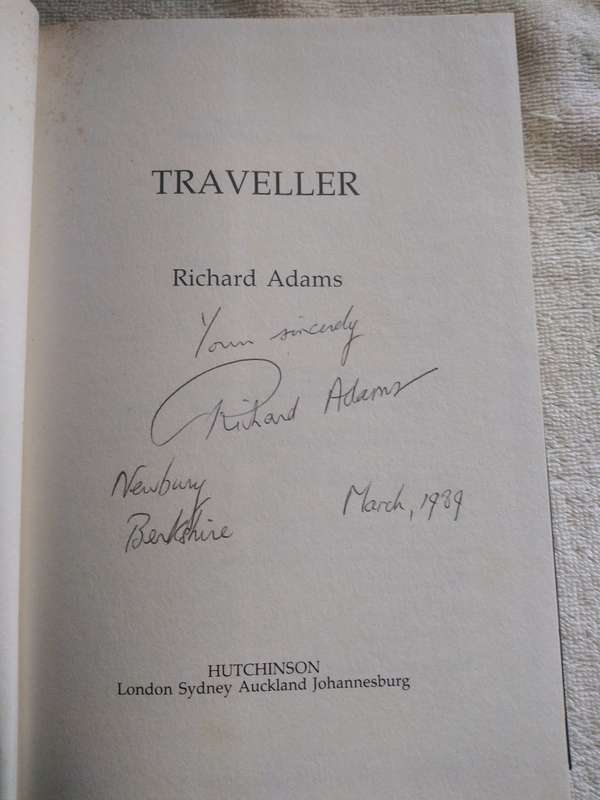 TRAVELLER
Richard Adams
Yours sincerely
Richard Adams
Newbury
Berkshire
March, 1989
HUTCHINSON
London Sydney Auckland Johannesburg